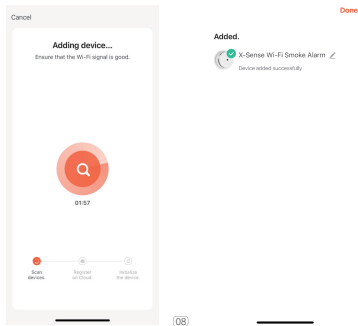 Cancel
Adding device...
Ensure that the Wi-Fi signal is good.
01:57
Scan
devices.
Register
on Cloud.
Initialize
the device.
Done
Added.
X-Sense Wi-Fi Smoke Alarm
Device added successfully
08